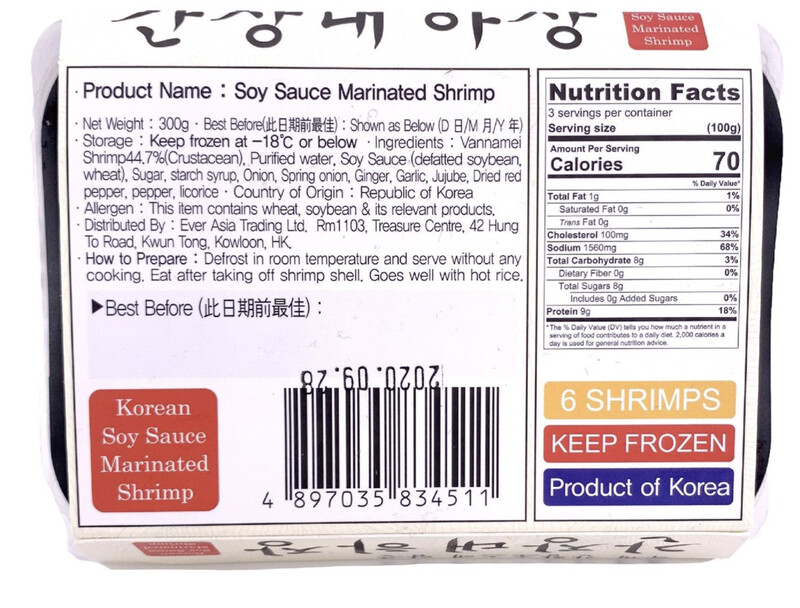 간장내하장
Soy Sauce
Marinated
Shrimp
· Product Name : Soy Sauce Marinated Shrimp
· Net Weight : 300g · Best Before(此日期前最佳) : Shown as Below (D 日/M 月/Y 年)
· Storage : Keep frozen at −18℃ or below · Ingredients : Vannamei
Shrimp44.7%(Crustacean), Purified water, Soy Sauce (defatted soybean,
wheat), Sugar, starch syrup, Onion, Spring onion, Ginger, Garlic, Jujube, Dried red
pepper, pepper, licorice · Country of Origin : Republic of Korea
· Allergen : This item contains wheat, soybean & its relevant products.
· Distributed By : Ever Asia Trading Ltd. Rm1103, Treasure Centre, 42 Hung
To Road, Kwun Tong, Kowloon, HK.
· How to Prepare : Defrost in room temperature and serve without any
cooking. Eat after taking off shrimp shell. Goes well with hot rice.
▶Best Before (此日期前最佳) :
2020.09.28
Korean
Soy Sauce
Marinated
Shrimp
4 897035 834511
Nutrition Facts
3 servings per container
Serving size (100g)
Amount Per Serving
Calories 70
% Daily Value*
Total Fat 1g 1%
Saturated Fat 0g 0%
Trans Fat 0g
Cholesterol 100mg 34%
Sodium 1560mg 68%
Total Carbohydrate 8g 3%
Dietary Fiber 0g 0%
Total Sugars 8g
Includes 0g Added Sugars 0%
Protein 9g 18%
*The % Daily Value (DV) tells you how much a nutrient in a
serving of food contributes to a daily diet. 2,000 calories a
day is used for general nutrition advice.
6 SHRIMPS
KEEP FROZEN
Product of Korea